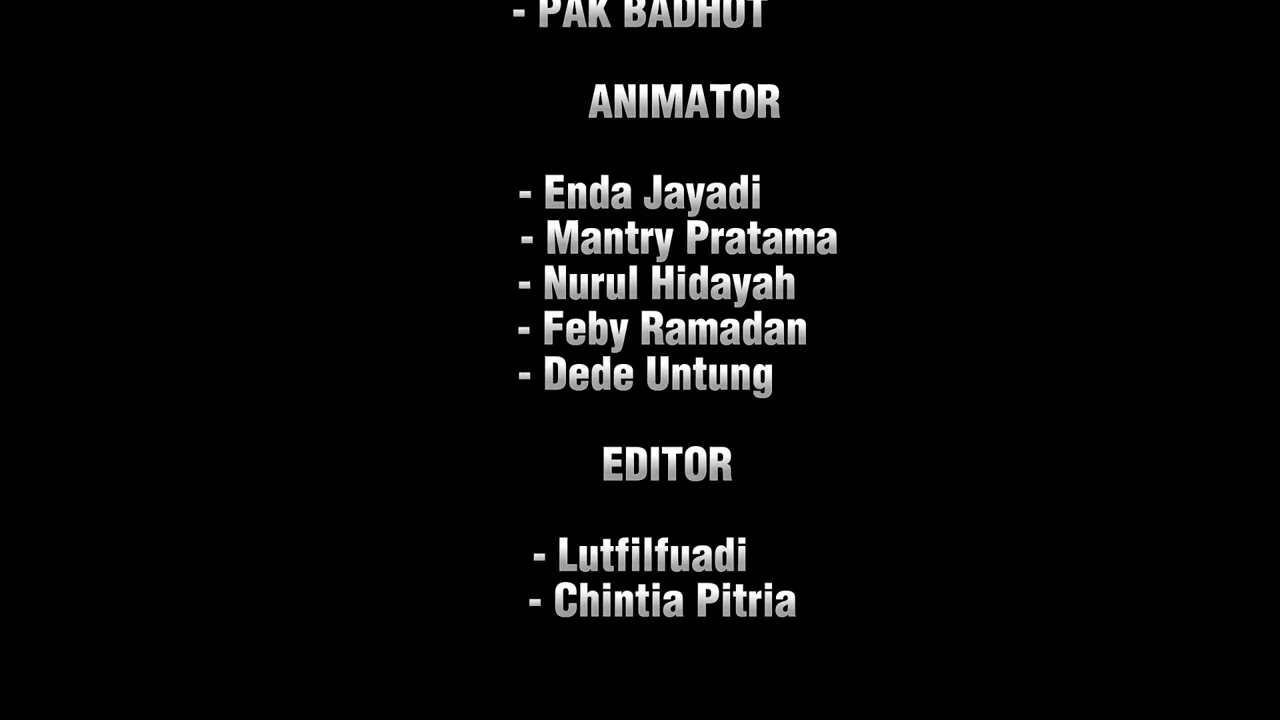 - PAK BADHOT
ANIMATOR
- Enda Jayadi
- Mantry Pratama
- Nurul Hidayah
- Feby Ramadan
- Dede Untung
EDITOR
- Lutfilfuadi
- Chintia Pitria